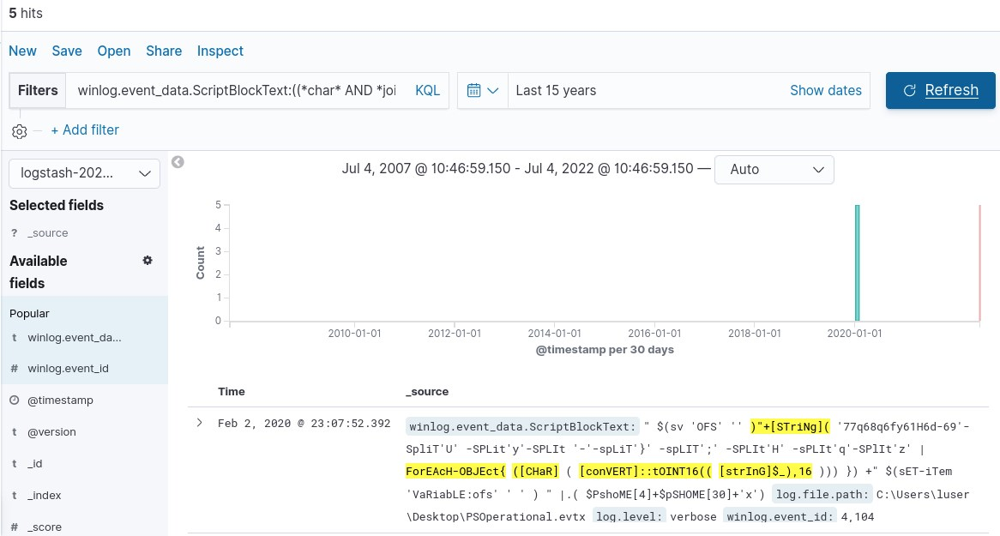 5 hits
New Save Open Share Inspect
Filters winlog.event_data.ScriptBlockText:((*char* AND *joi KQL Last 15 years Show dates Refresh
+ Add filter
logstash-202...
Selected fields
? _source
Available
fields
Popular
t winlog.event_da...
# winlog.event_id
@timestamp
t @version
t _id
t _index
# _score
Jul 4, 2007 @ 10:46:59.150 - Jul 4, 2022 @ 10:46:59.150 — Auto
Count
5
4
3
2
1
0
2010-01-01 2012-01-01 2014-01-01 2016-01-01 2018-01-01 2020-01-01
@timestamp per 30 days
Time _source
Feb 2, 2020 @ 23:07:52.392 winlog.event_data.ScriptBlockText: " $(sv 'OFS' '' )"+[STriNg]( '77q68q6fy61H6d-69'-
SpliT'U' -SPLit'y'-SPLIt '-'-spLiT'}' -spLIT';' -SPLIt'H' -sPLIt'q'-SPlIt'z' |
ForEAcH-OBJEct{ ([CHaR] ( [conVERT]::tOINT16(( [strInG]$_),16 ))) }) +" $(sET-iTem
'VaRiabLE:ofs' ' ' ) " |.( $PshoME[4]+$pSHOME[30]+'x') log.file.path: C:\Users\luser
\Desktop\PSOperational.evtx log.level: verbose winlog.event_id: 4,104